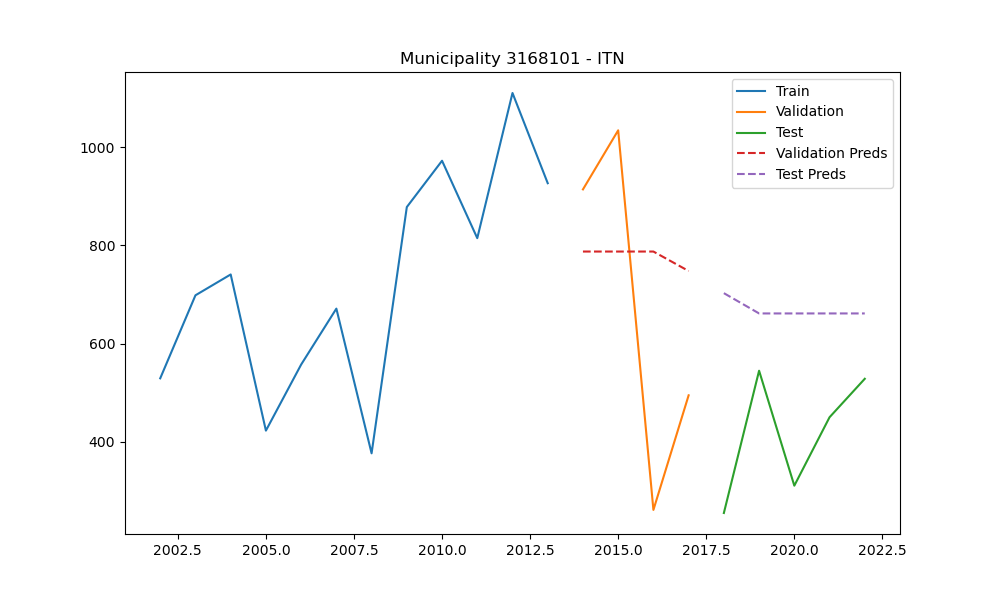 Municipality 3168101 - ITN
Train
Validation
Test
Validation Preds
Test Preds
1000
800
600
400
2002.5 2005.0 2007.5 2010.0 2012.5 2015.0 2017.5 2020.0 2022.5